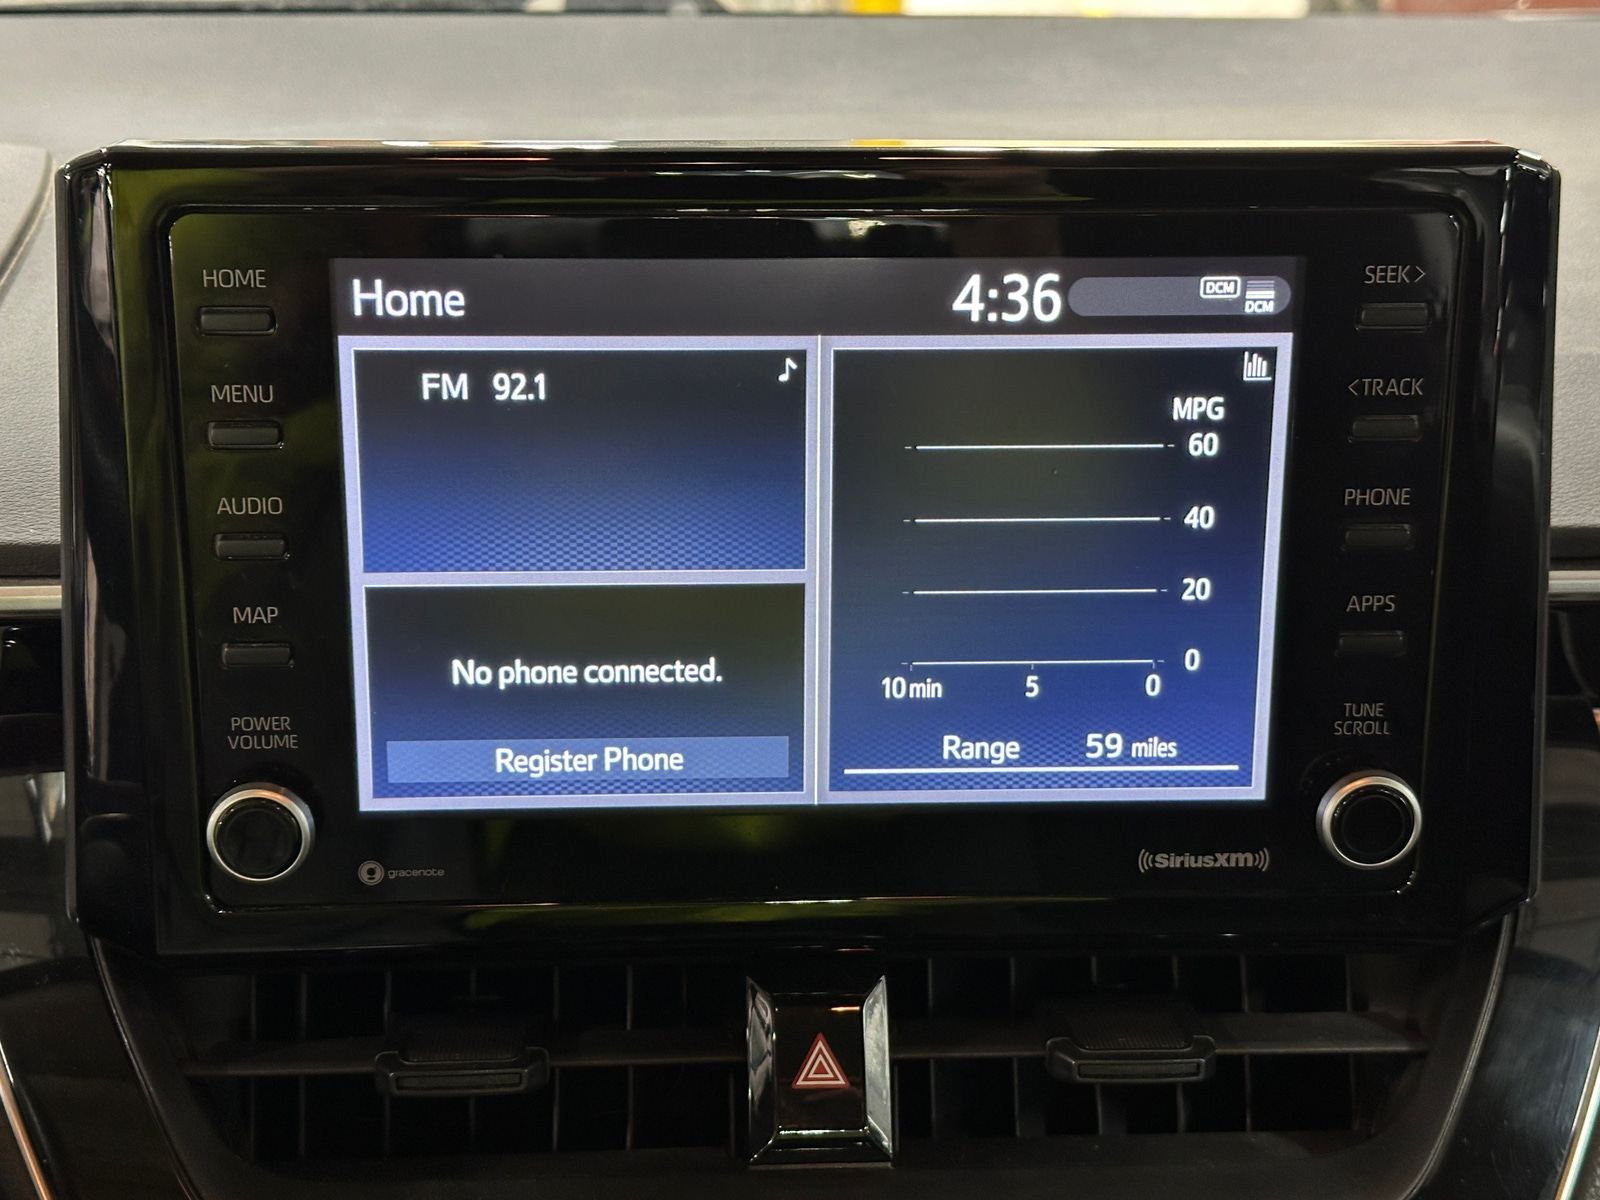 HOME
MENU
AUDIO
MAP
POWER
VOLUME
Home
4:36
DCM
DCM
FM 92.1
No phone connected.
Register Phone
MPG
60
40
20
0
10 min 5 0
Range 59 miles
SEEK >
< TRACK
PHONE
APPS
TUNE
SCROLL
gracenote
((SiriusXM))